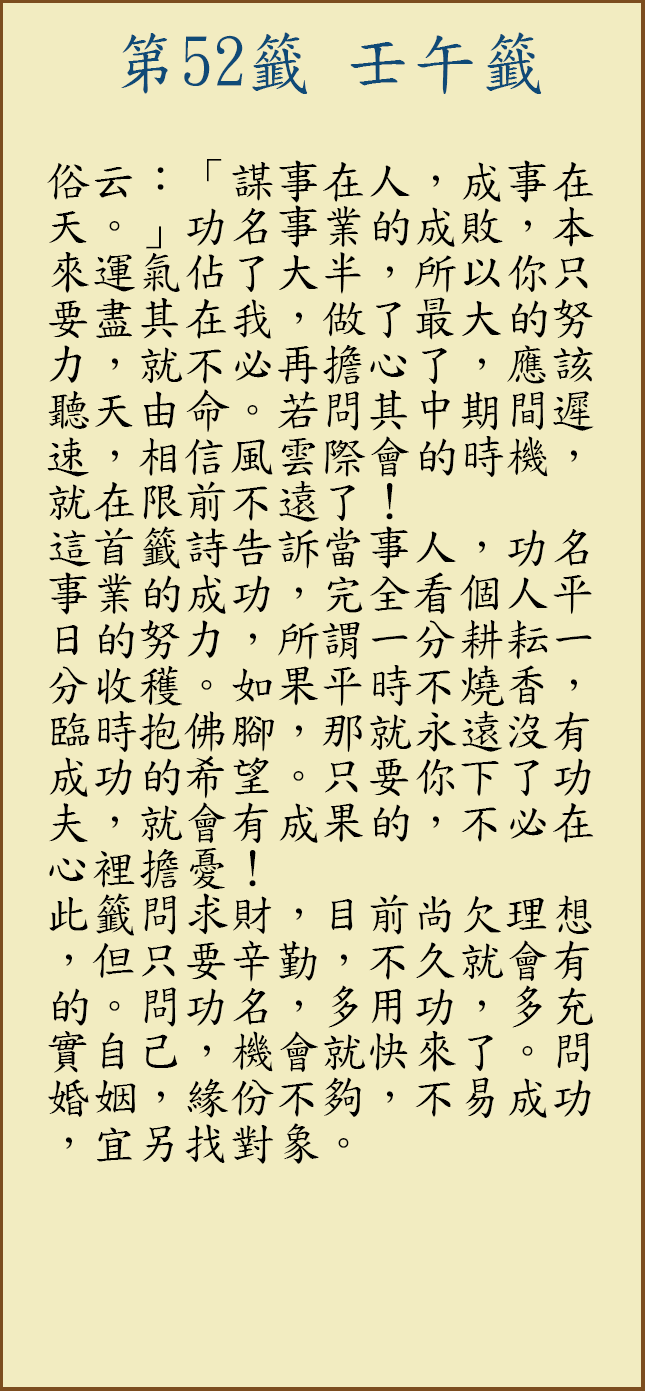 第52籤 壬午籤
俗云：「謀事在人，成事在
天。」功名事業的成敗，本
來運氣佔了大半，所以你只
要盡其在我，做了最大的努
力，就不必再擔心了，應該
聽天由命。若問其中期間遲
速，相信風雲際會的時機，
就在限前不遠了！
這首籤詩告訴當事人，功名
事業的成功，完全看個人平
日的努力，所謂一分耕耘一
分收穫。如果平時不燒香，
臨時抱佛腳，那就永遠沒有
成功的希望。只要你下了功
夫，就會有成果的，不必在
心裡擔憂！
此籤問求財，目前尚欠理想
，但只要辛勤，不久就會有
的。問功名，多用功，多充
實自己，機會就快來了。問
婚姻，緣份不夠，不易成功
，宜另找對象。